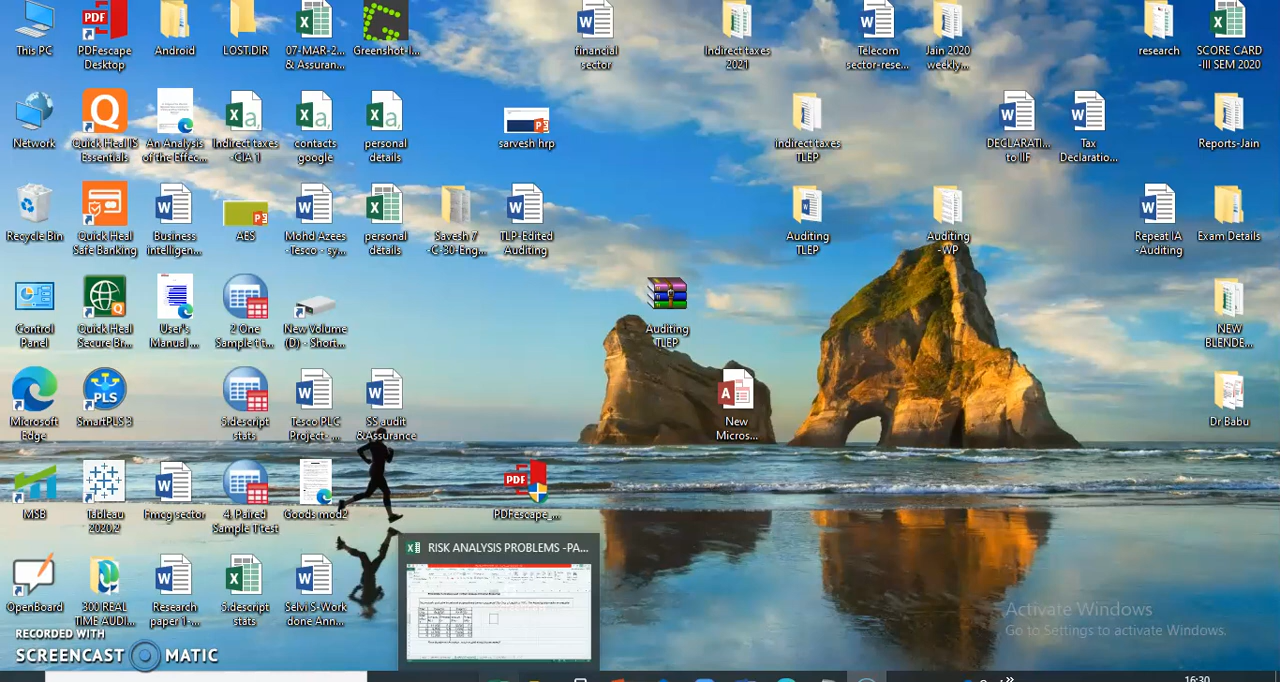 This PC
PDFescape
Desktop
Android
LOST.DIR
07-MAR-2...
& Assuran...
Greenshot-I...
financial
sector
Indirect taxes
2021
Telecom
sector-rese...
Jain 2020
weekly...
research
SCORE CARD
-III SEM 2020
Network
Quick Heal IS
Essentials
An Analysis
of the Effec...
Indirect taxes
-CIA 1
contacts
google
personal
details
sarvesh hrp
indirect taxes
TLEP
DECLARATI...
to IIF
Tax
Declaratio...
Reports-Jain
Recycle Bin
Quick Heal
Safe Banking
Business
intelligen...
AES
Mohd Azees
-Tesco - sy...
personal
details
Savesh 7
-C-30-Eng...
TLP-Edited
Auditing
Auditing
TLEP
Auditing
-WP
Repeat IA
-Auditing
Exam Details
Control
Panel
Quick Heal
Secure Br...
User's
Manual ...
2 One
Sample t t...
New Volume
(D) - Short...
Auditing
TLEP
NEW
BLENDE...
Microsoft
Edge
SmartPLS 3
S.descript
stats
Tesco PLC
Project- ...
SS audit
&Assurance
New
Micros...
Dr Babu
MSB
Tableau
2020.2
Fmcg sector
4. Paired
Sample T test
Goods mod2
PDFescape_...
RISK ANALYSIS PROBLEMS -PA...
OpenBoard
300 REAL
TIME AUDI...
Research
paper 1-...
S.descript
stats
Selvi S-Work
done Ann...
Activate Windows
Go to Settings to activate Windows.
RECORDED WITH
SCREENCAST MATIC
16:30